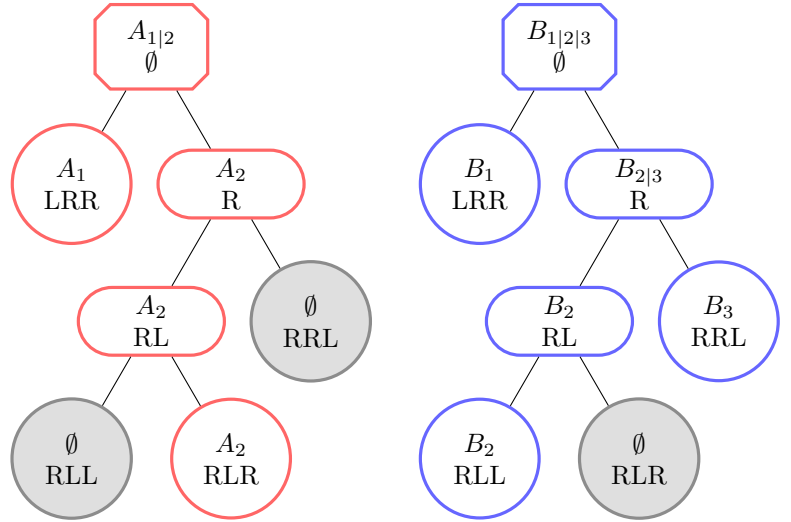 A_{1|2}
∅
B_{1|2|3}
∅
A_1
LRR
A_2
R
B_1
LRR
B_{2|3}
R
A_2
RL
∅
RRL
B_2
RL
B_3
RRL
∅
RLL
A_2
RLR
B_2
RLL
∅
RLR